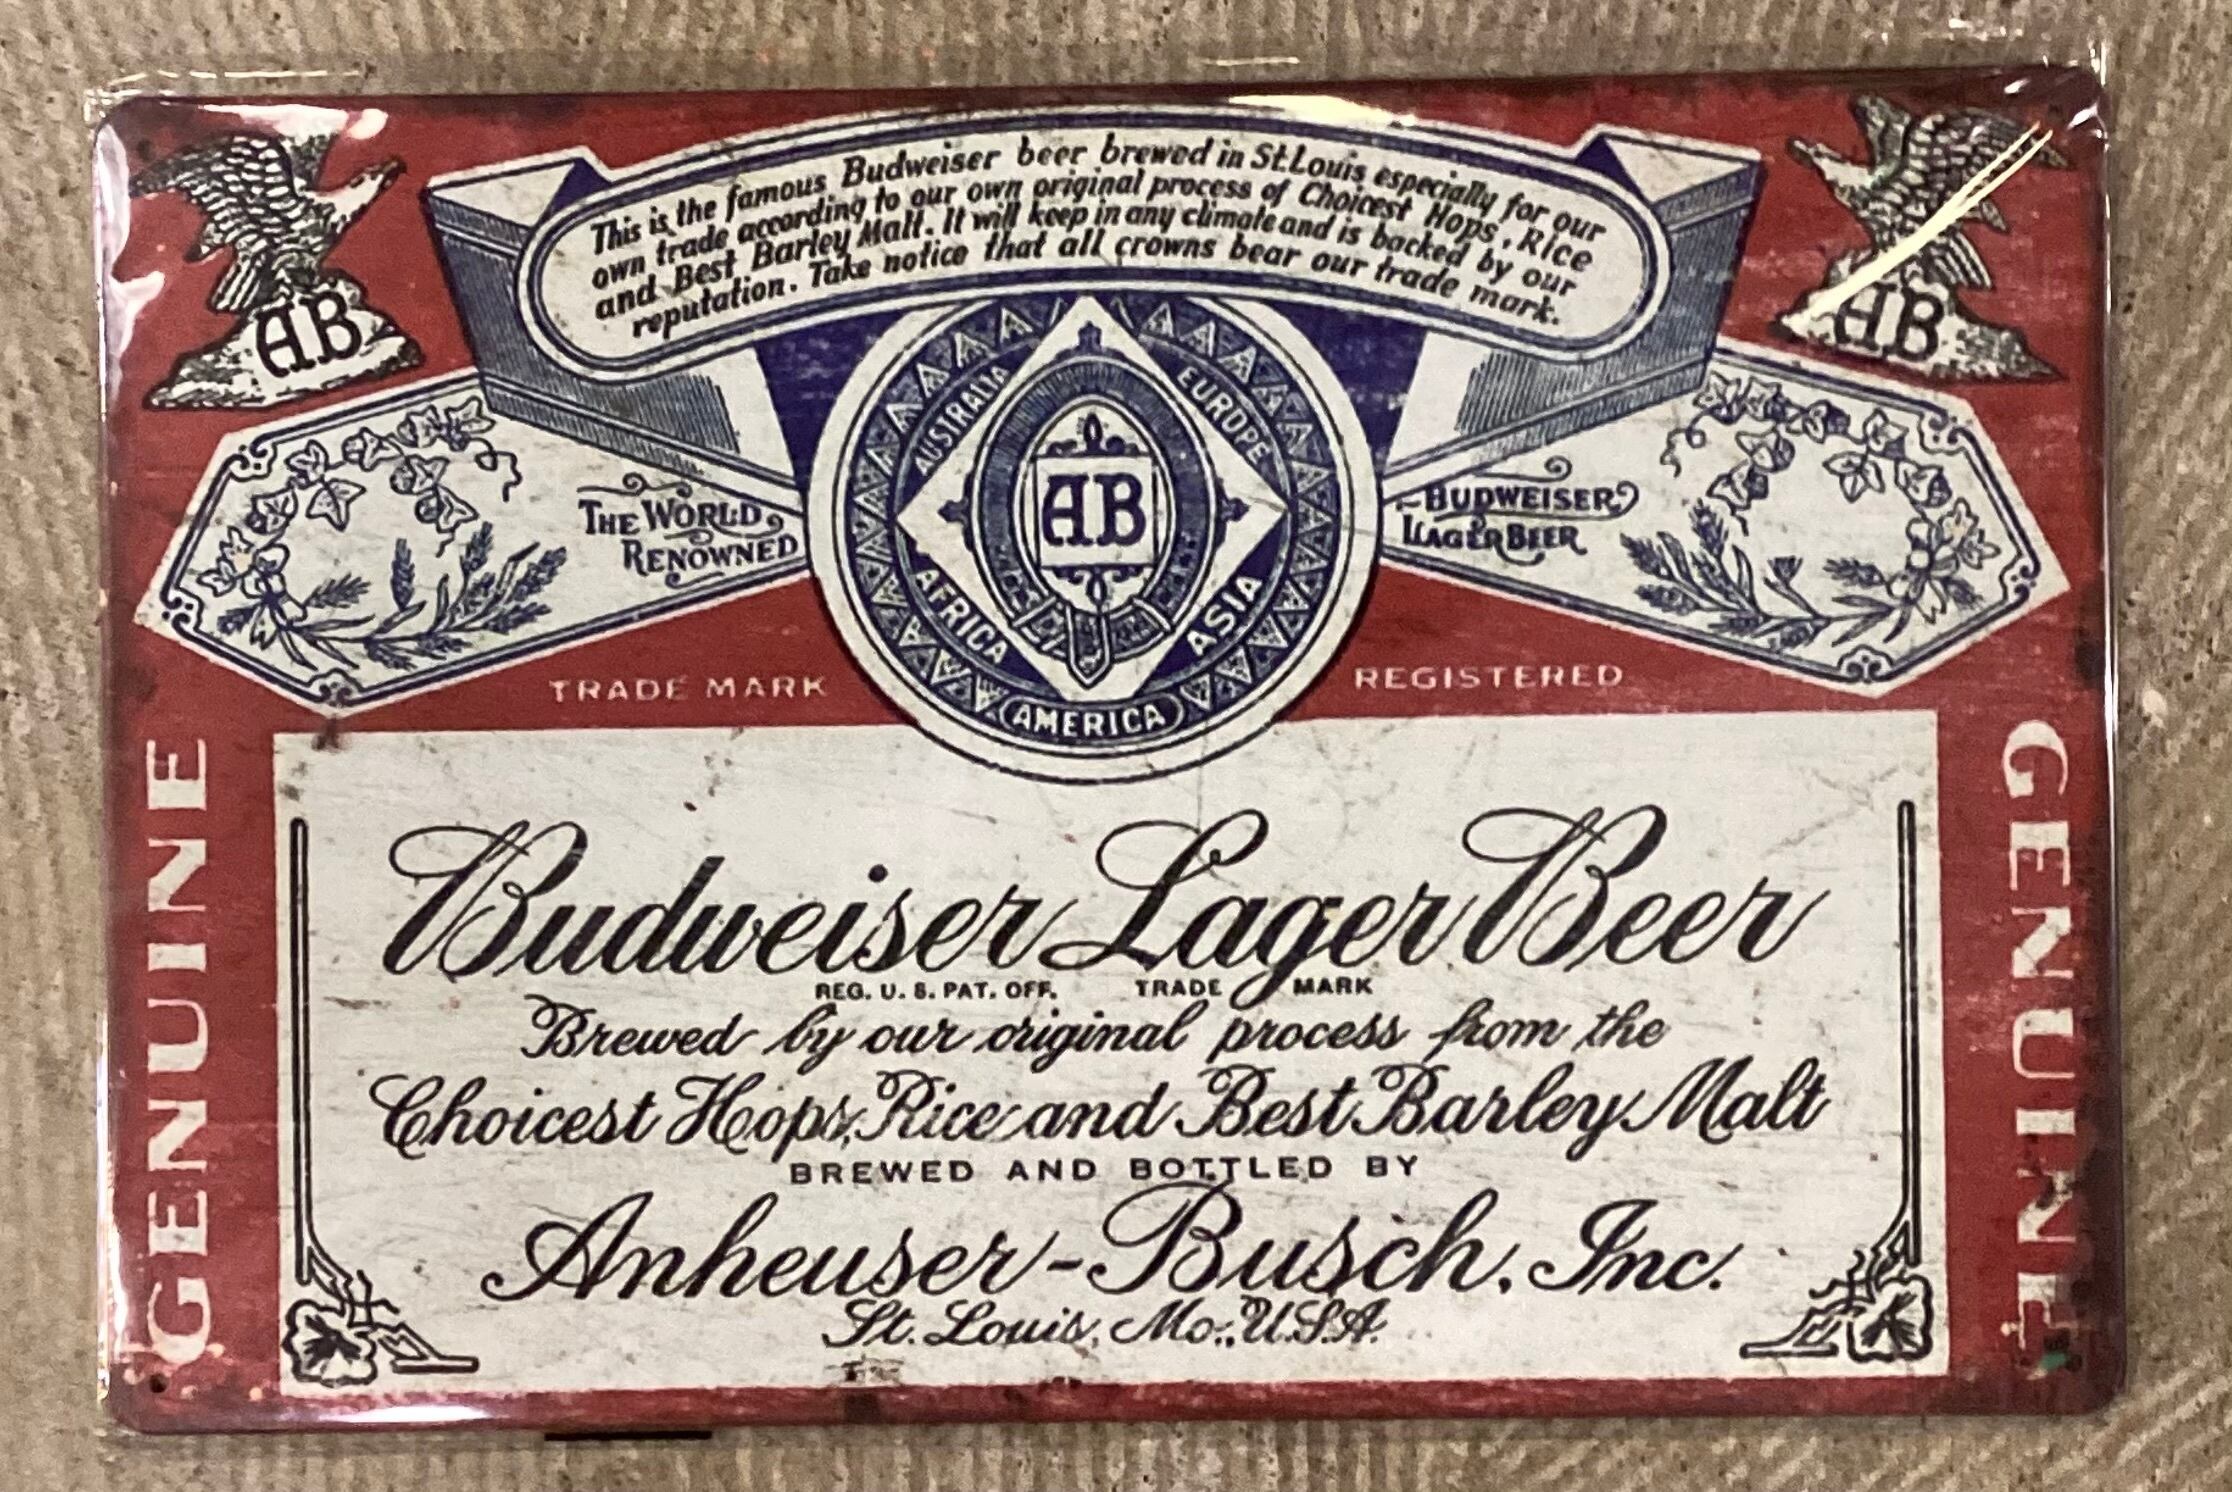 This is the famous Budweiser beer brewed in St. Louis especially for our
own trade according to our own original process of Choicest Hops, Rice
and Best Barley Malt. It will keep in any climate and is backed by our
reputation. Take notice that all crowns bear our trade mark.
AB
AB
AUSTRALIA
EUROPE
THE WORLD
RENOWNED
AB
BUDWEISER
LAGER BEER
AFRICA
ASIA
AMERICA
TRADE MARK
REGISTERED
GENUINE
GENUINE
Budweiser Lager Beer
REG. U. S. PAT. OFF. TRADE MARK
Brewed by our original process from the
Choicest Hops, Rice and Best Barley Malt
BREWED AND BOTTLED BY
Anheuser-Busch, Inc.
St. Louis, Mo., U.S.A.